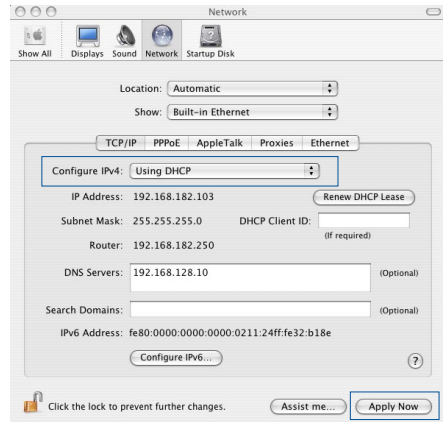 Network
Show All Displays Sound Network Startup Disk
Location: Automatic
Show: Built-in Ethernet
TCP/IP PPPoE AppleTalk Proxies Ethernet
Configure IPv4: Using DHCP
IP Address: 192.168.182.103 Renew DHCP Lease
Subnet Mask: 255.255.255.0 DHCP Client ID:
(If required)
Router: 192.168.182.250
DNS Servers: 192.168.128.10 (Optional)
Search Domains: (Optional)
IPv6 Address: fe80:0000:0000:0000:0211:24ff:fe32:b18e
Configure IPv6... ?
Click the lock to prevent further changes. Assist me... Apply Now